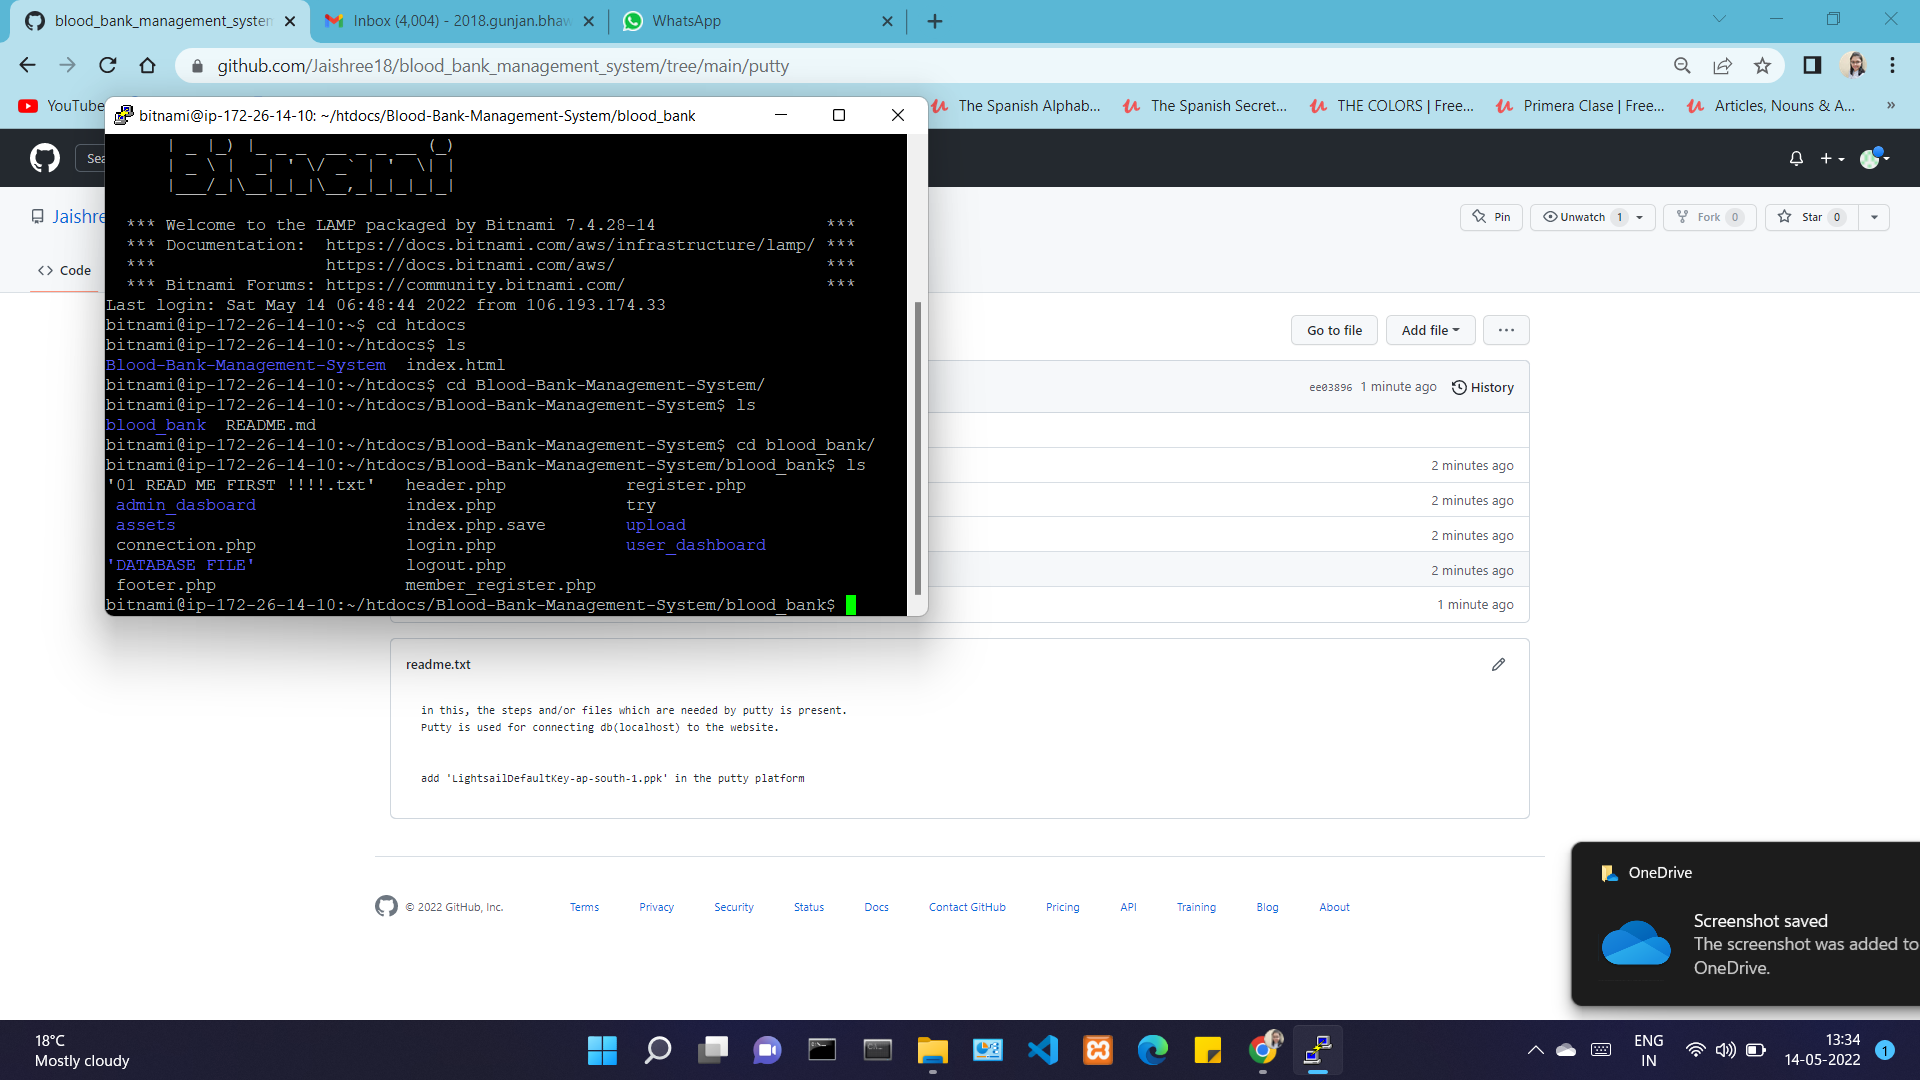 blood_bank_management_system
Inbox (4,004) - 2018.gunjan.bhaw
WhatsApp
github.com/Jaishree18/blood_bank_management_system/tree/main/putty
YouTube
The Spanish Alphab...
The Spanish Secret...
THE COLORS | Free...
Primera Clase | Free...
Articles, Nouns & A...
»
bitnami@ip-172-26-14-10: ~/htdocs/Blood-Bank-Management-System/blood_bank
Sea
Jaishre
Pin
Unwatch 1
Fork 0
Star 0
Code
*** Welcome to the LAMP packaged by Bitnami 7.4.28-14 ***
*** Documentation: https://docs.bitnami.com/aws/infrastructure/lamp/ ***
*** https://docs.bitnami.com/aws/ ***
*** Bitnami Forums: https://community.bitnami.com/ ***
Last login: Sat May 14 06:48:44 2022 from 106.193.174.33
bitnami@ip-172-26-14-10:~$ cd htdocs
bitnami@ip-172-26-14-10:~/htdocs$ ls
Blood-Bank-Management-System index.html
bitnami@ip-172-26-14-10:~/htdocs$ cd Blood-Bank-Management-System/
bitnami@ip-172-26-14-10:~/htdocs/Blood-Bank-Management-System$ ls
blood_bank README.md
bitnami@ip-172-26-14-10:~/htdocs/Blood-Bank-Management-System$ cd blood_bank/
bitnami@ip-172-26-14-10:~/htdocs/Blood-Bank-Management-System/blood_bank$ ls
'01 READ ME FIRST !!!!.txt' header.php register.php
admin_dasboard index.php try
assets index.php.save upload
connection.php login.php user_dashboard
'DATABASE FILE' logout.php
footer.php member_register.php
bitnami@ip-172-26-14-10:~/htdocs/Blood-Bank-Management-System/blood_bank$
Go to file
Add file
...
ee03896 1 minute ago History
2 minutes ago
2 minutes ago
2 minutes ago
2 minutes ago
1 minute ago
readme.txt
in this, the steps and/or files which are needed by putty is present.
Putty is used for connecting db(localhost) to the website.
add 'LightsailDefaultKey-ap-south-1.ppk' in the putty platform
© 2022 GitHub, Inc.
Terms
Privacy
Security
Status
Docs
Contact GitHub
Pricing
API
Training
Blog
About
OneDrive
Screenshot saved
The screenshot was added to
OneDrive.
18°C
Mostly cloudy
ENG
IN
13:34
14-05-2022
1